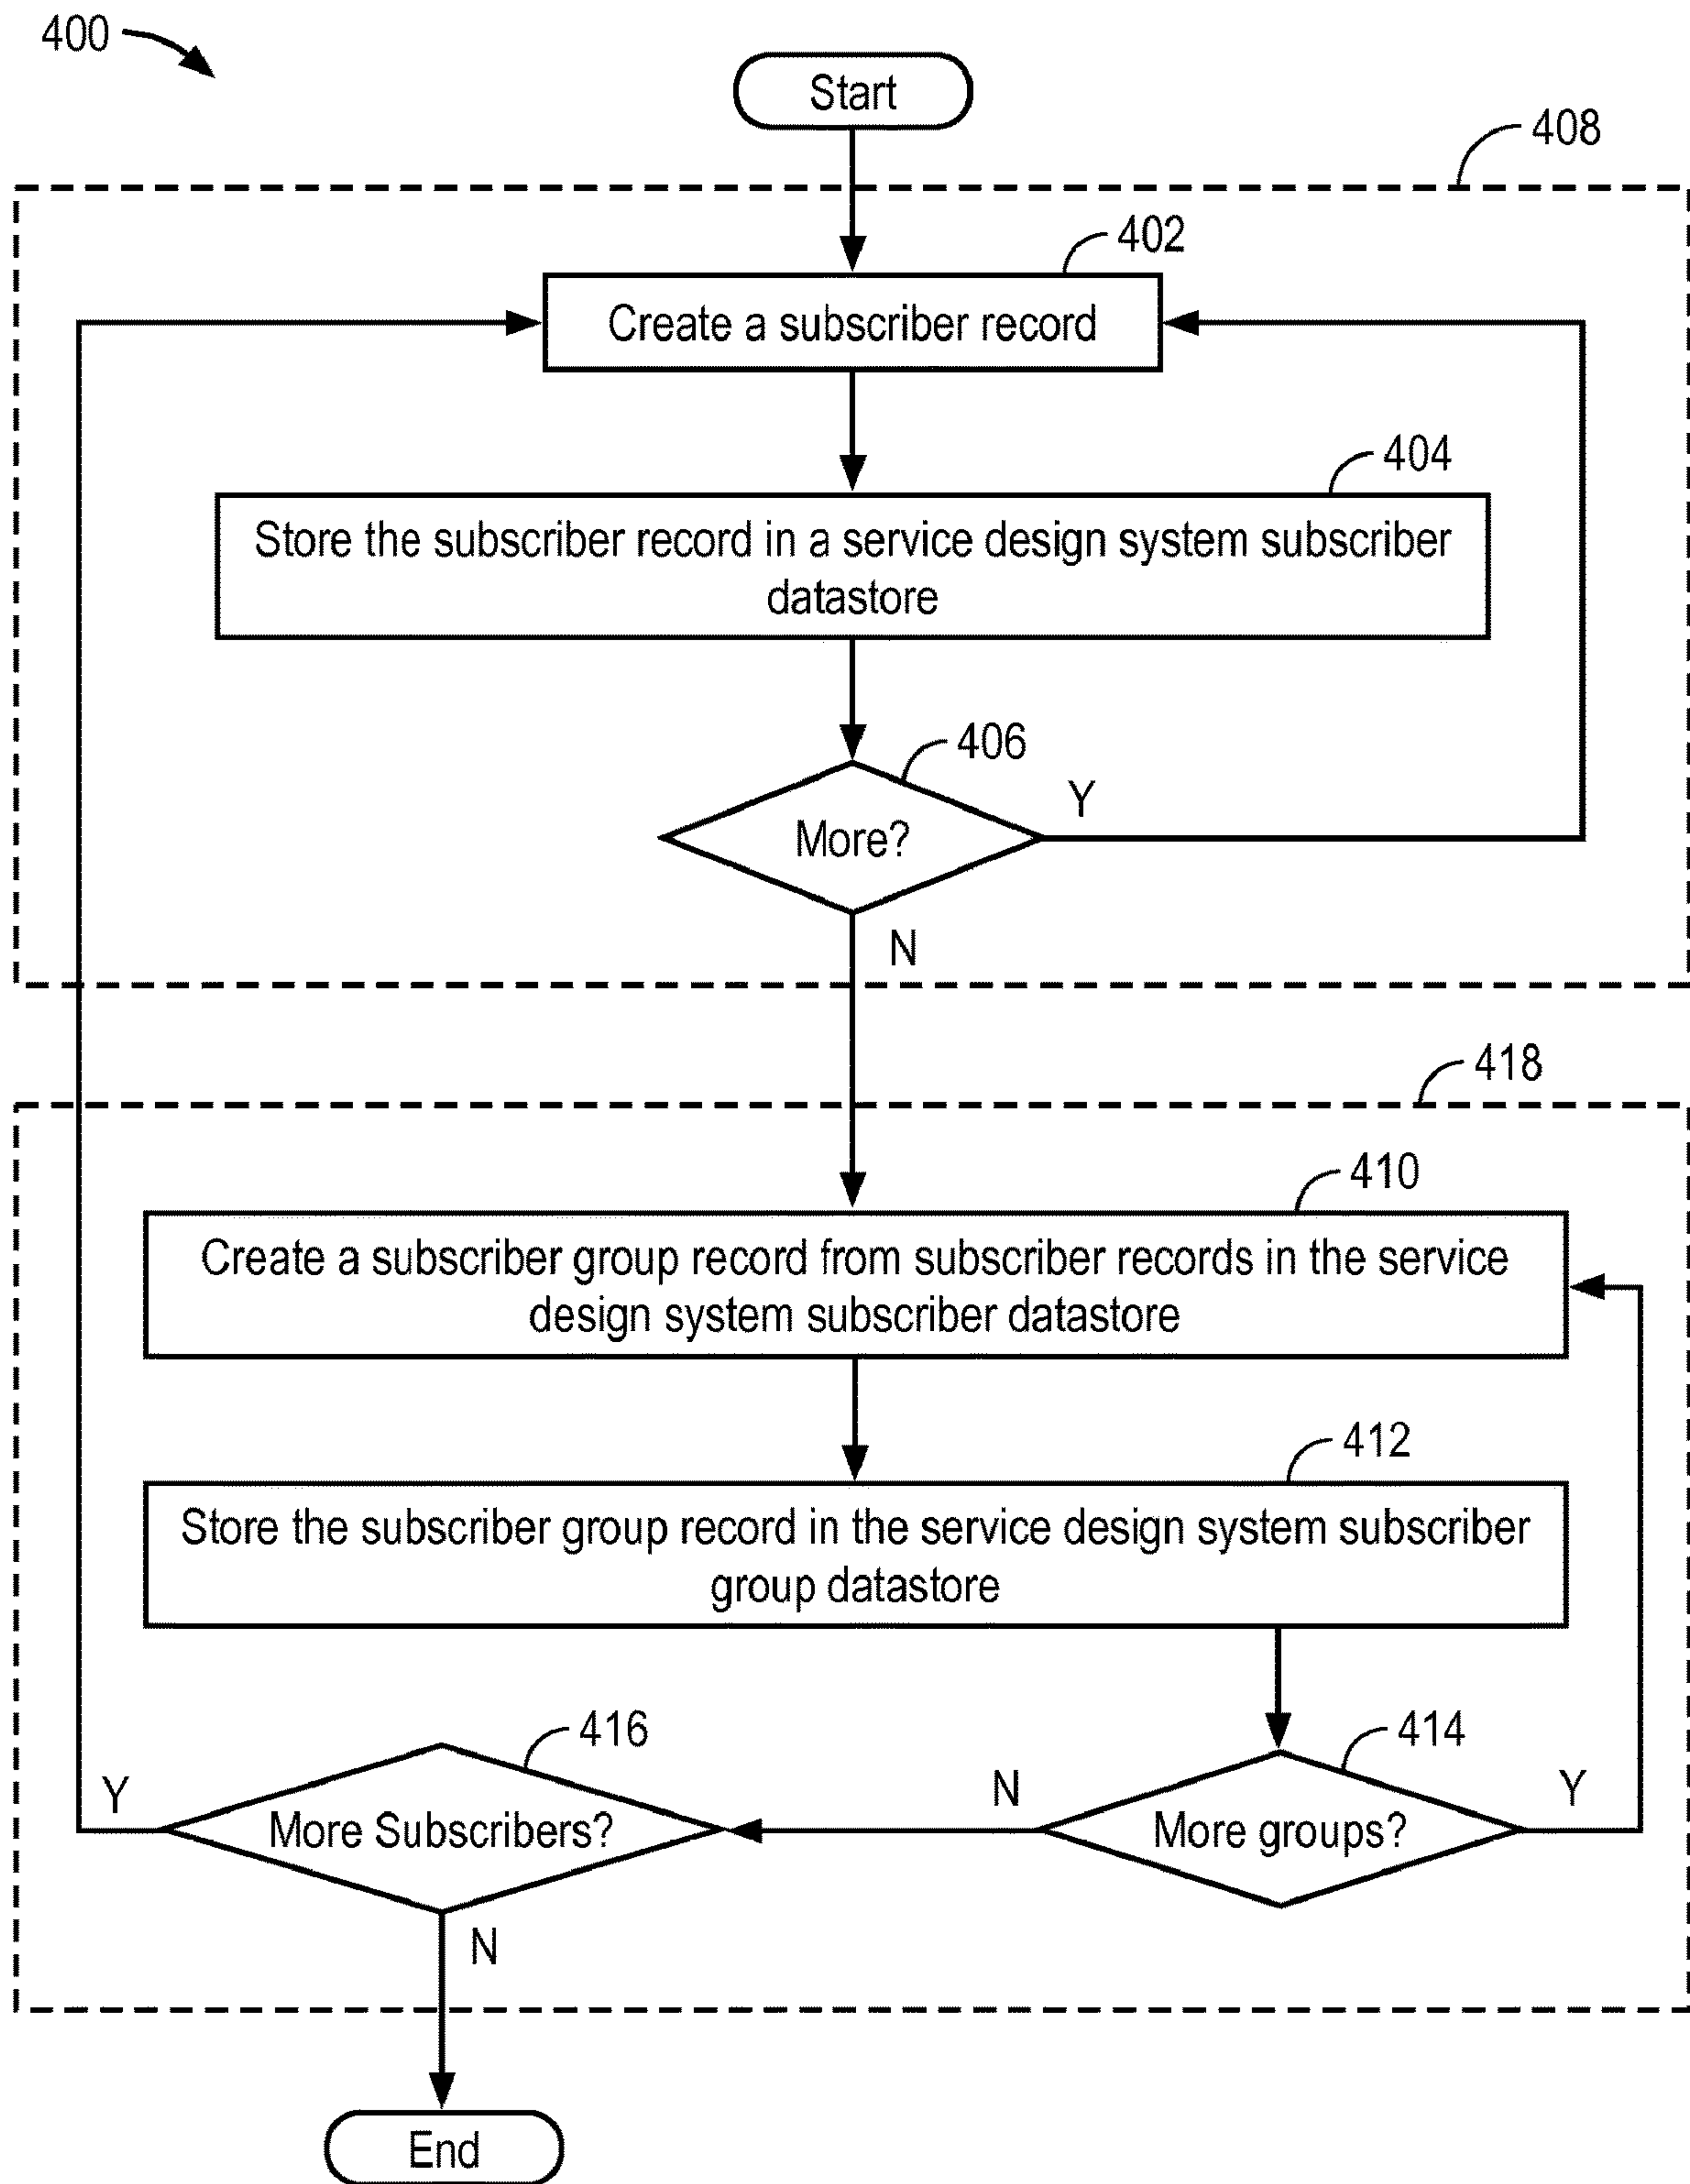 400
Start
408
402
Create a subscriber record
404
Store the subscriber record in a service design system subscriber
datastore
406
More?
Y
N
418
410
Create a subscriber group record from subscriber records in the service
design system subscriber datastore
412
Store the subscriber group record in the service design system subscriber
group datastore
416
414
Y
More Subscribers?
N
More groups?
Y
N
End